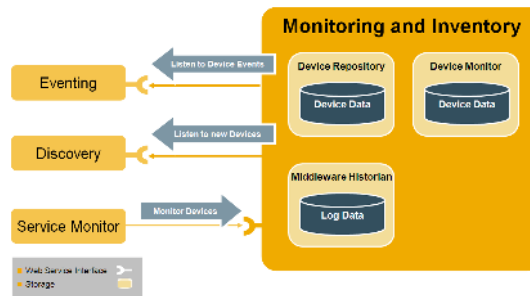 Monitoring and Inventory
Listen to Device Events
Eventing
Device Repository
Device Data
Device Monitor
Device Data
Listen to new Devices
Discovery
Middleware Historian
Log Data
Monitor Devices
Service Monitor
Web Service Interface
Storage